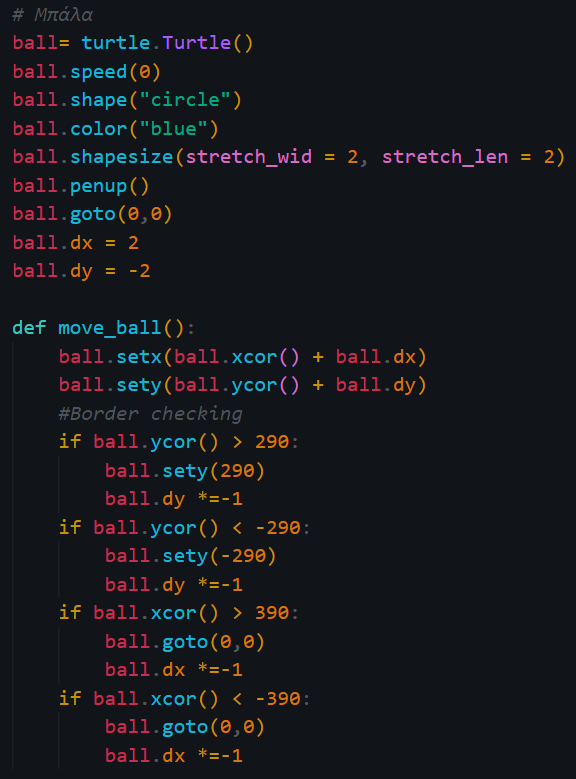 # Μπάλα
ball= turtle.Turtle()
ball.speed(0)
ball.shape("circle")
ball.color("blue")
ball.shapesize(stretch_wid = 2, stretch_len = 2)
ball.penup()
ball.goto(0,0)
ball.dx = 2
ball.dy = -2

def move_ball():
    ball.setx(ball.xcor() + ball.dx)
    ball.sety(ball.ycor() + ball.dy)
    #Border checking
    if ball.ycor() > 290:
        ball.sety(290)
        ball.dy *=-1
    if ball.ycor() < -290:
        ball.sety(-290)
        ball.dy *=-1
    if ball.xcor() > 390:
        ball.goto(0,0)
        ball.dx *=-1
    if ball.xcor() < -390:
        ball.goto(0,0)
        ball.dx *=-1